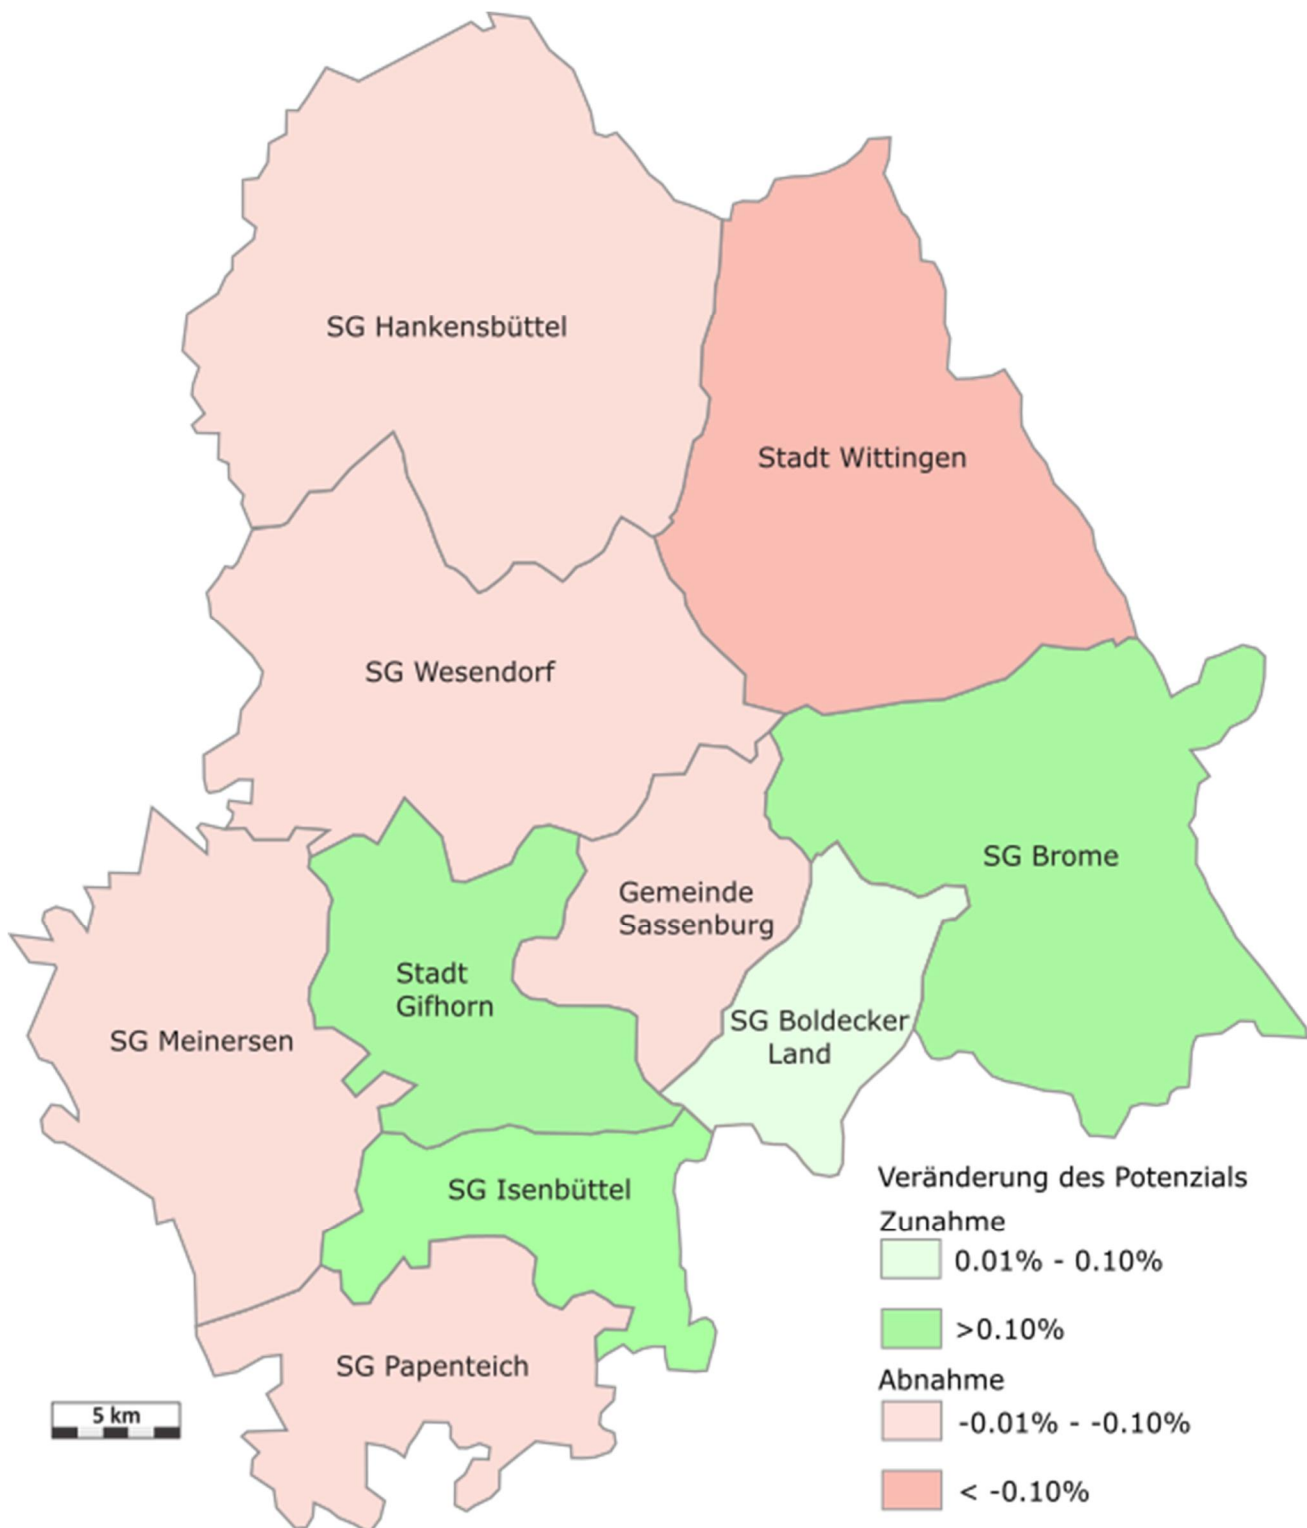 SG Hankensbüttel
Stadt Wittingen
SG Wesendorf
SG Brome
Gemeinde
Sassenburg
Stadt
Gifhorn
SG Boldecker
Land
SG Meinersen
SG Isenbüttel
SG Papenteich
5 km
Veränderung des Potenzials
Zunahme
0.01% - 0.10%
>0.10%
Abnahme
-0.01% - -0.10%
< -0.10%